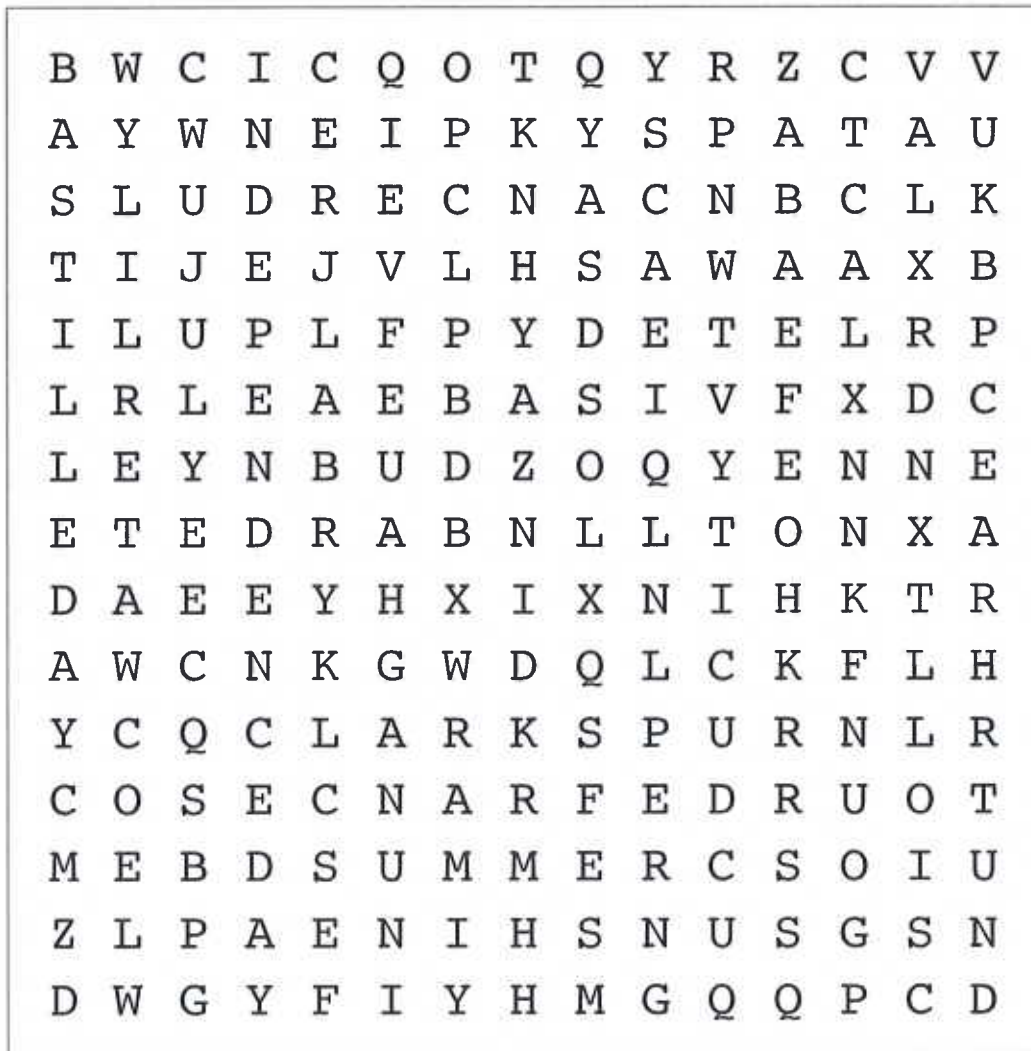 B W C I C Q O T Q Y R Z C V V
A Y W N E I P K Y S P A T A U
S L U D R E C N A C N B C L K
T I J E J V L H S A W A A X B
I L U P L F P Y D E T E L R P
L R L E A E B A S I V F X D C
L E Y N B U D Z O Q Y E N N E
E T E D R A B N L L T O N X A
D A E E Y H X I X N I H K T R
A W C N K G W D Q L C K F L H
Y C Q C L A R K S P U R N L R
C O S E C N A R F E D R U O T
M E B D S U M M E R C S O I U
Z L P A E N I H S N U S G S N
D W G Y F I Y H M G Q Q P C D